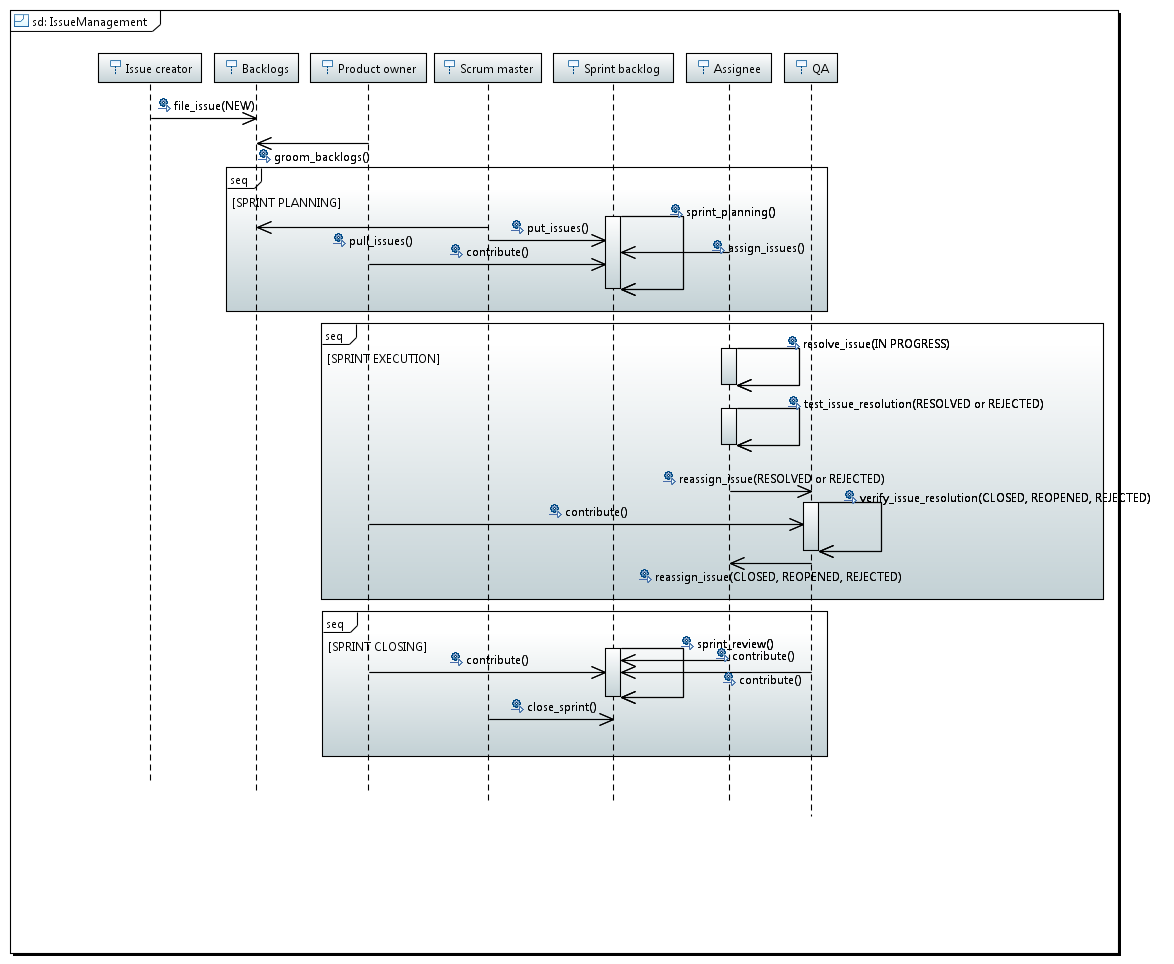 sd: IssueManagement
Issue creator
Backlogs
Product owner
Scrum master
Sprint backlog
Assignee
QA
file_issue(NEW)
groom_backlogs()
seq
[SPRINT PLANNING]
sprint_planning()
put_issues()
pull_issues()
contribute()
assign_issues()
seq
[SPRINT EXECUTION]
resolve_issue(IN PROGRESS)
test_issue_resolution(RESOLVED or REJECTED)
reassign_issue(RESOLVED or REJECTED)
verify_issue_resolution(CLOSED, REOPENED, REJECTED)
contribute()
reassign_issue(CLOSED, REOPENED, REJECTED)
seq
[SPRINT CLOSING]
sprint_review()
contribute()
contribute()
contribute()
close_sprint()